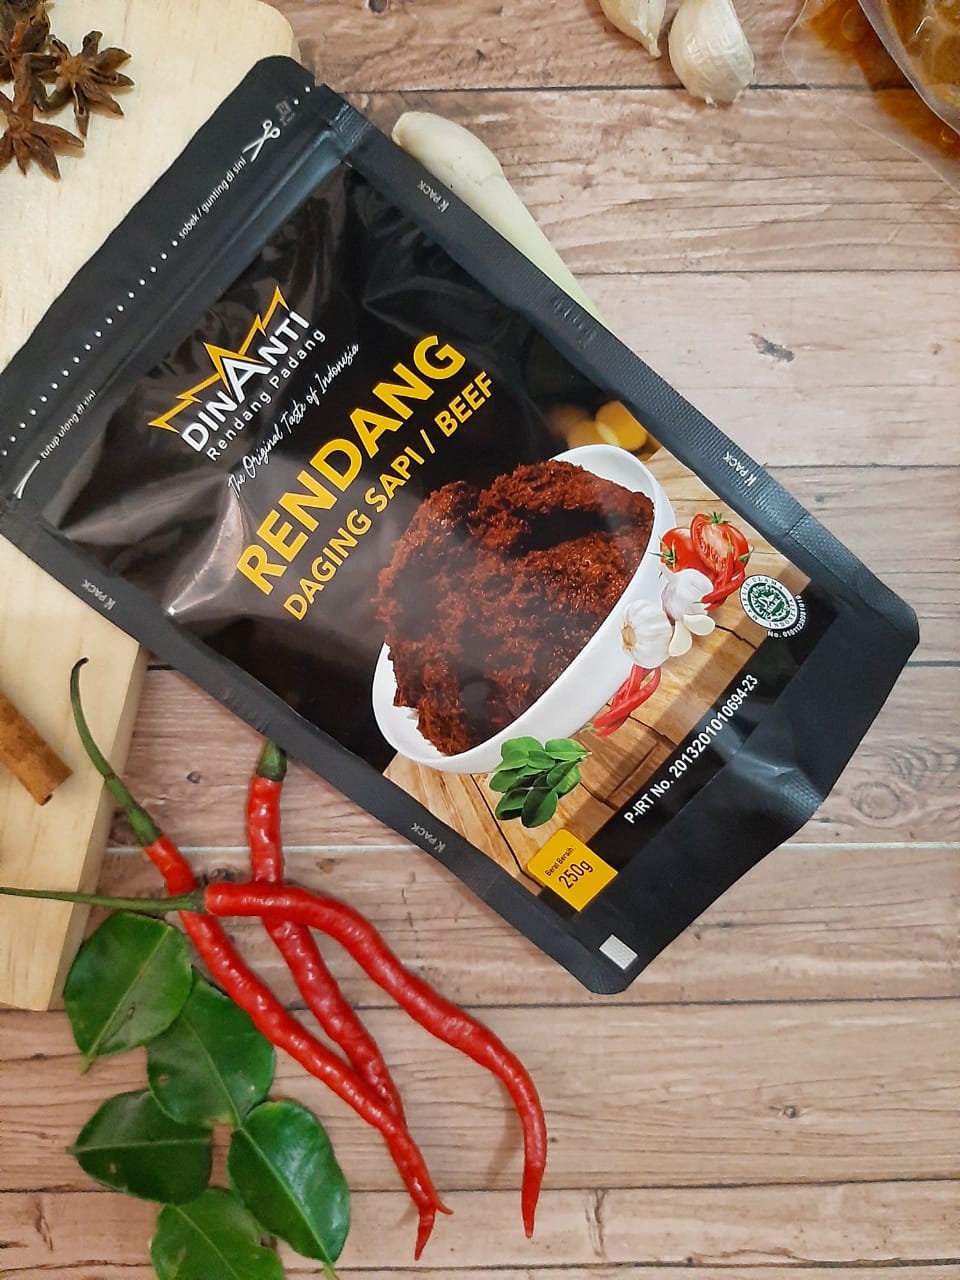 sobek / gunting di sini
tutup ulang di sini
K PACK
DINANTI
Rendang Padang
The Original Taste of Indonesia
RENDANG
DAGING SAPI / BEEF
K PACK
K PACK
K PACK
P-IRT No. 2013201010694-23
Berat Bersih
250g